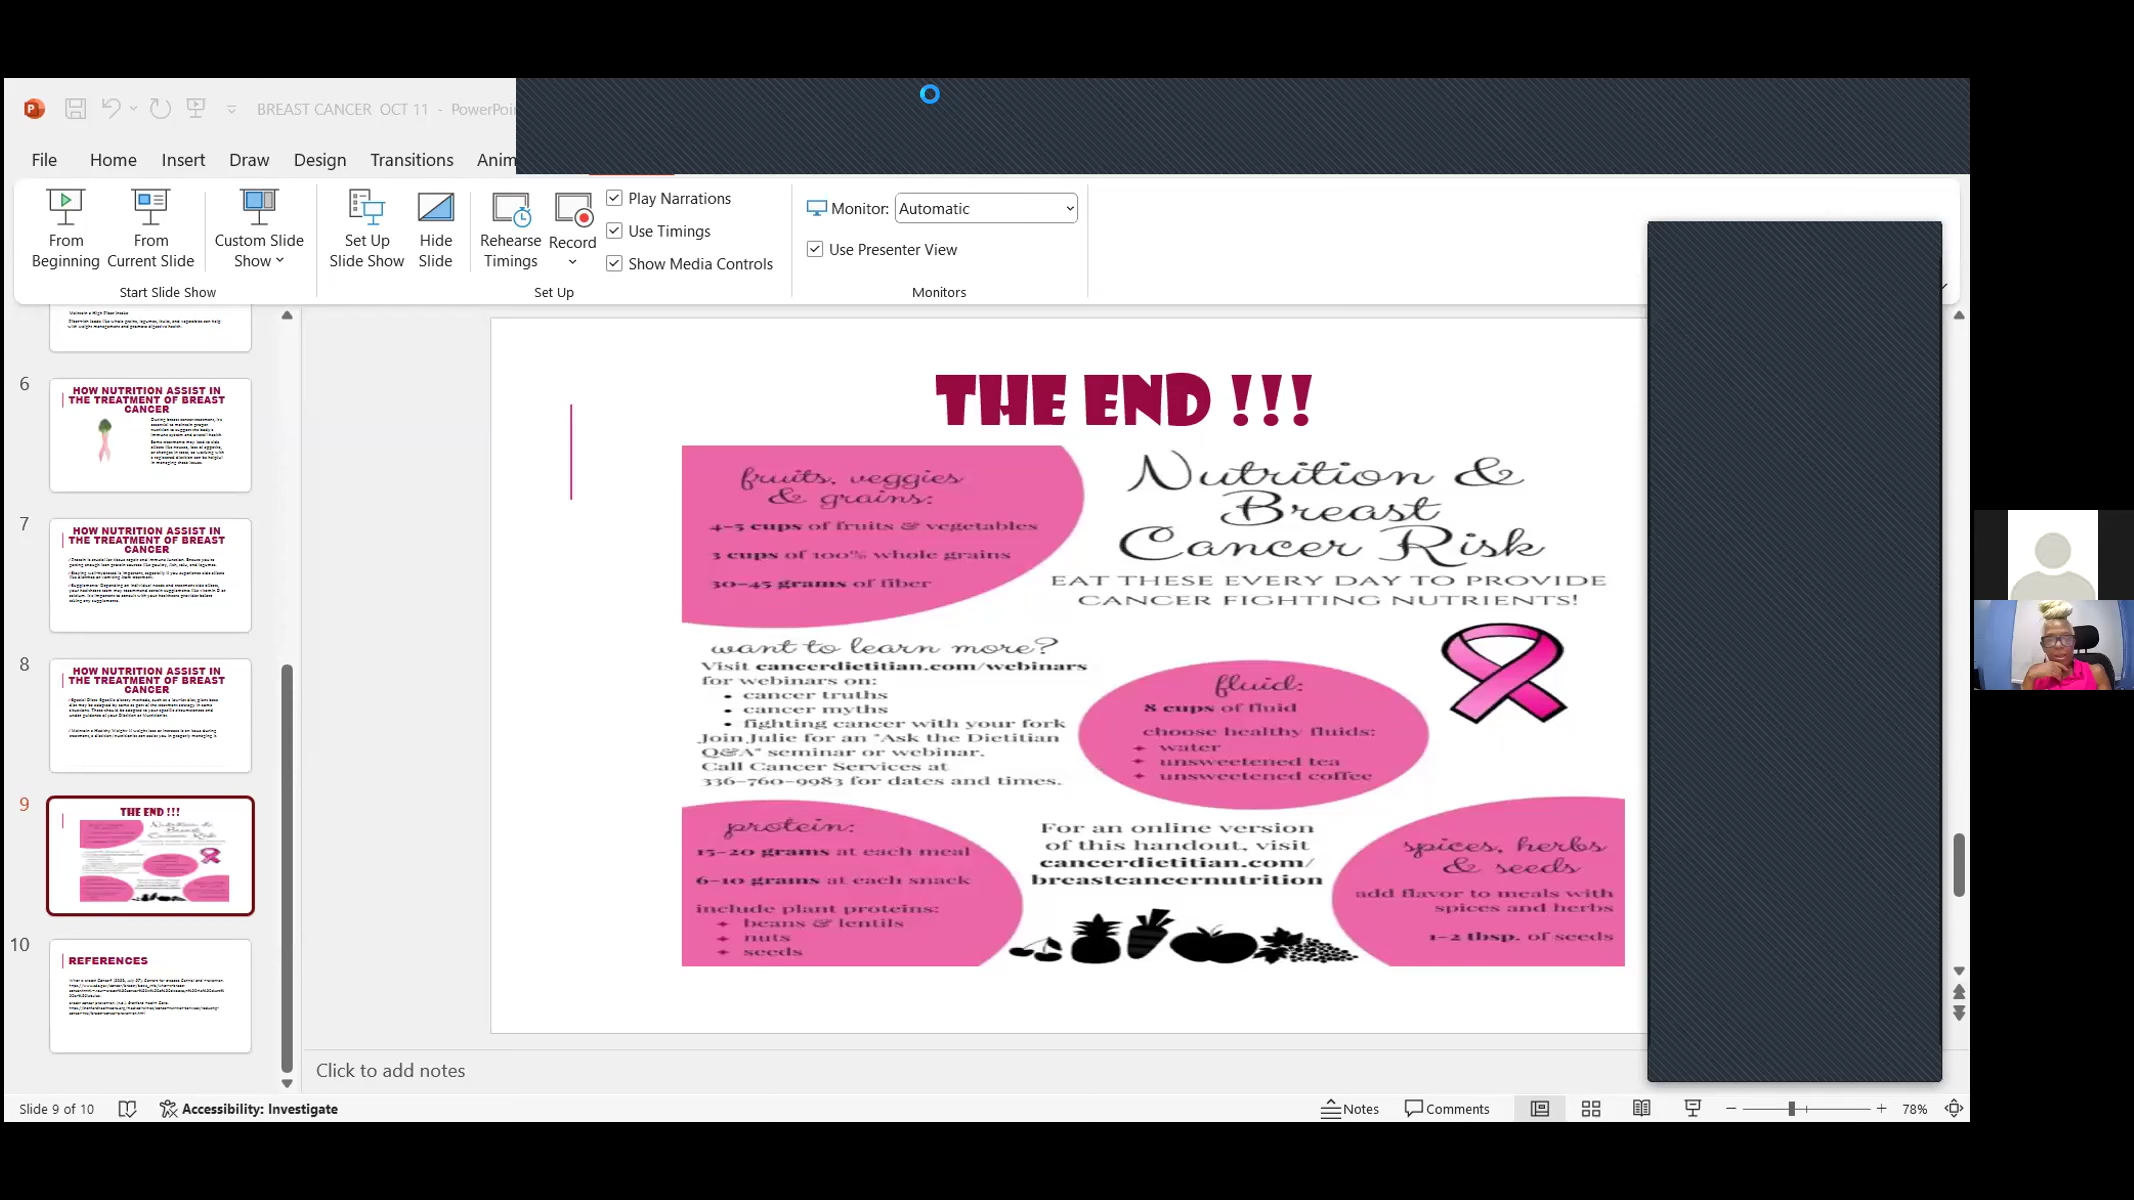 BREAST CANCER OCT 11 - PowerPoin
File Home Insert Draw Design Transitions Anim
From Beginning
From Current Slide
Custom Slide Show
Set Up Slide Show
Hide Slide
Rehearse Timings
Record
Play Narrations
Use Timings
Show Media Controls
Monitor: Automatic
Use Presenter View
Start Slide Show
Set Up
Monitors
6
HOW NUTRITION ASSIST IN
THE TREATMENT OF BREAST
CANCER
7
HOW NUTRITION ASSIST IN
THE TREATMENT OF BREAST
CANCER
8
HOW NUTRITION ASSIST IN
THE TREATMENT OF BREAST
CANCER
9
THE END !!!
10
REFERENCES
THE END !!!
fruits, veggies
& grains:
4-5 cups of fruits & vegetables
3 cups of 100% whole grains
30-45 grams of fiber
Nutrition &
Breast
Cancer Risk
EAT THESE EVERY DAY TO PROVIDE
CANCER FIGHTING NUTRIENTS!
want to learn more?
Visit cancerdietitian.com/webinars
for webinars on:
• cancer truths
• cancer myths
• fighting cancer with your fork
Join Julie for an "Ask the Dietitian
Q&A" seminar or webinar.
Call Cancer Services at
336-760-9983 for dates and times.
fluid:
8 cups of fluid
choose healthy fluids:
water
unsweetened tea
unsweetened coffee
protein:
15-20 grams at each meal
6-10 grams at each snack
include plant proteins:
beans & lentils
nuts
seeds
For an online version
of this handout, visit
cancerdietitian.com/
breastcancernutrition
spices, herbs
& seeds
add flavor to meals with
spices and herbs
1-2 tbsp. of seeds
Click to add notes
Slide 9 of 10
Accessibility: Investigate
Notes
Comments
78%